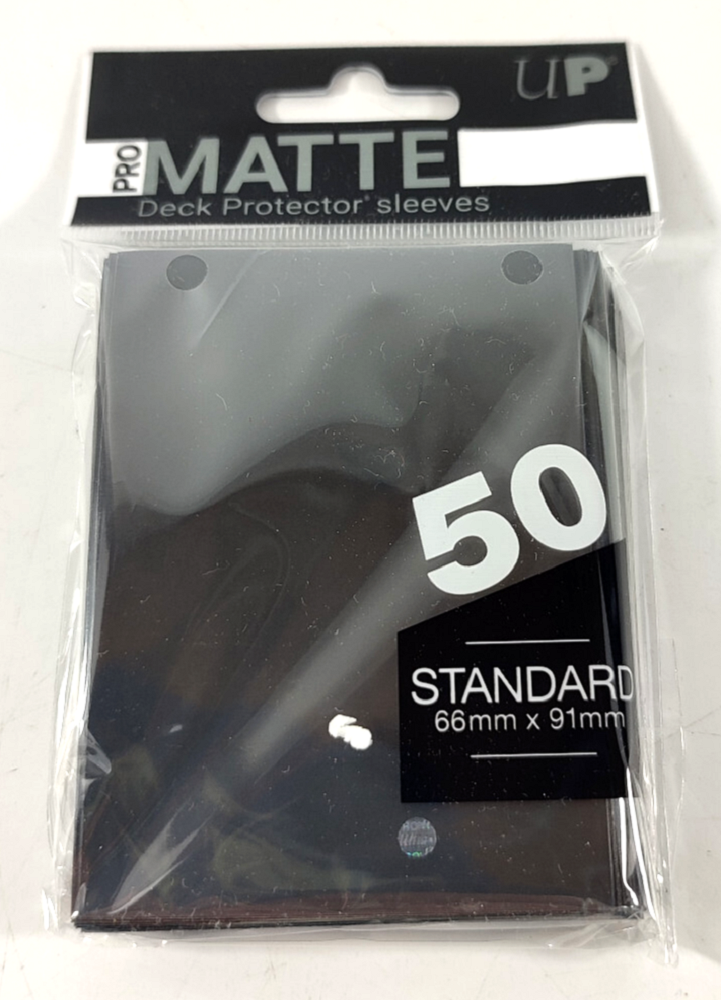 UP®
PRO
MATTE
Deck Protector® sleeves
50
STANDARD
66mm x 91mm